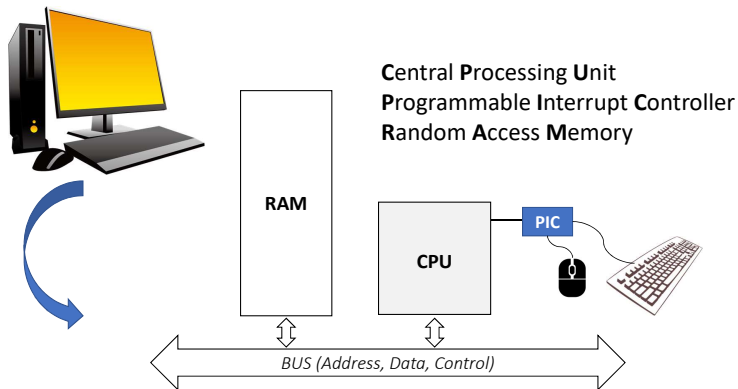 Central Processing Unit
Programmable Interrupt Controller
Random Access Memory
RAM
CPU
PIC
BUS (Address, Data, Control)